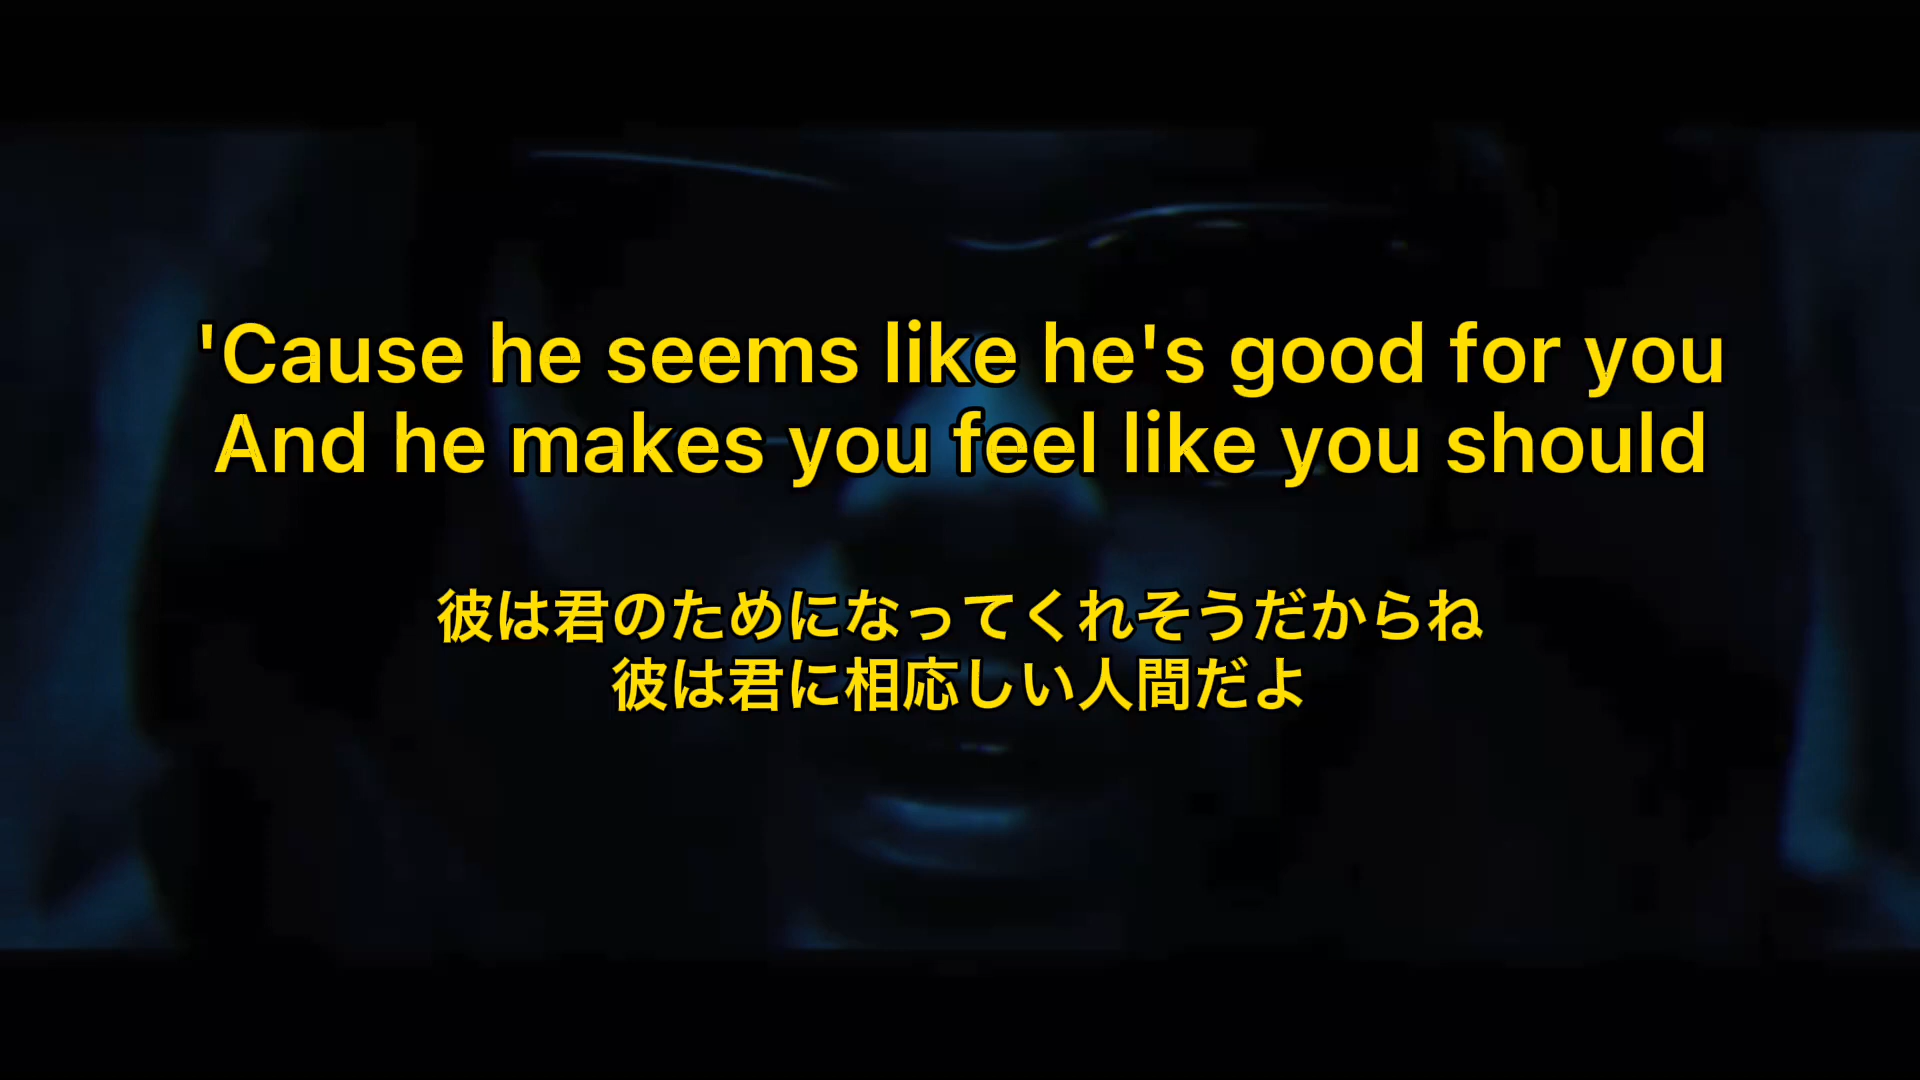 'Cause he seems like he's good for you
And he makes you feel like you should
彼は君のためになってくれそうだからね
彼は君に相応しい人間だよ